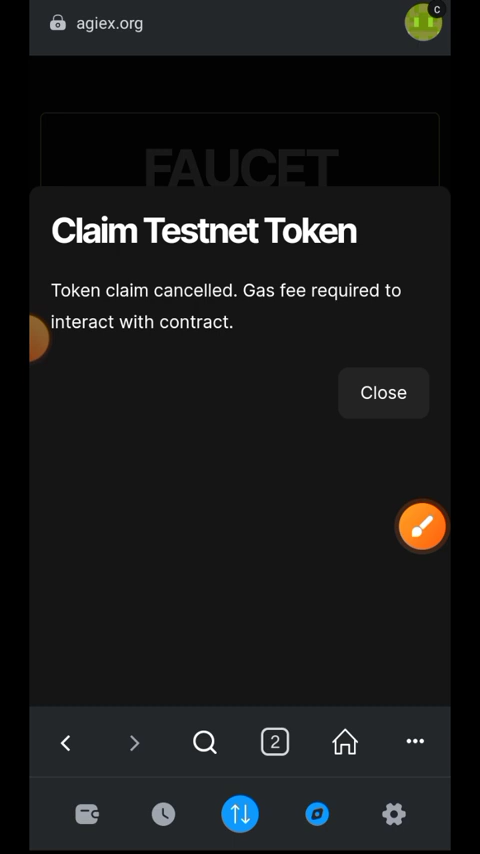 agiex.org
C
FAUCET
Claim Testnet Token
Token claim cancelled. Gas fee required to
interact with contract.
Close
2